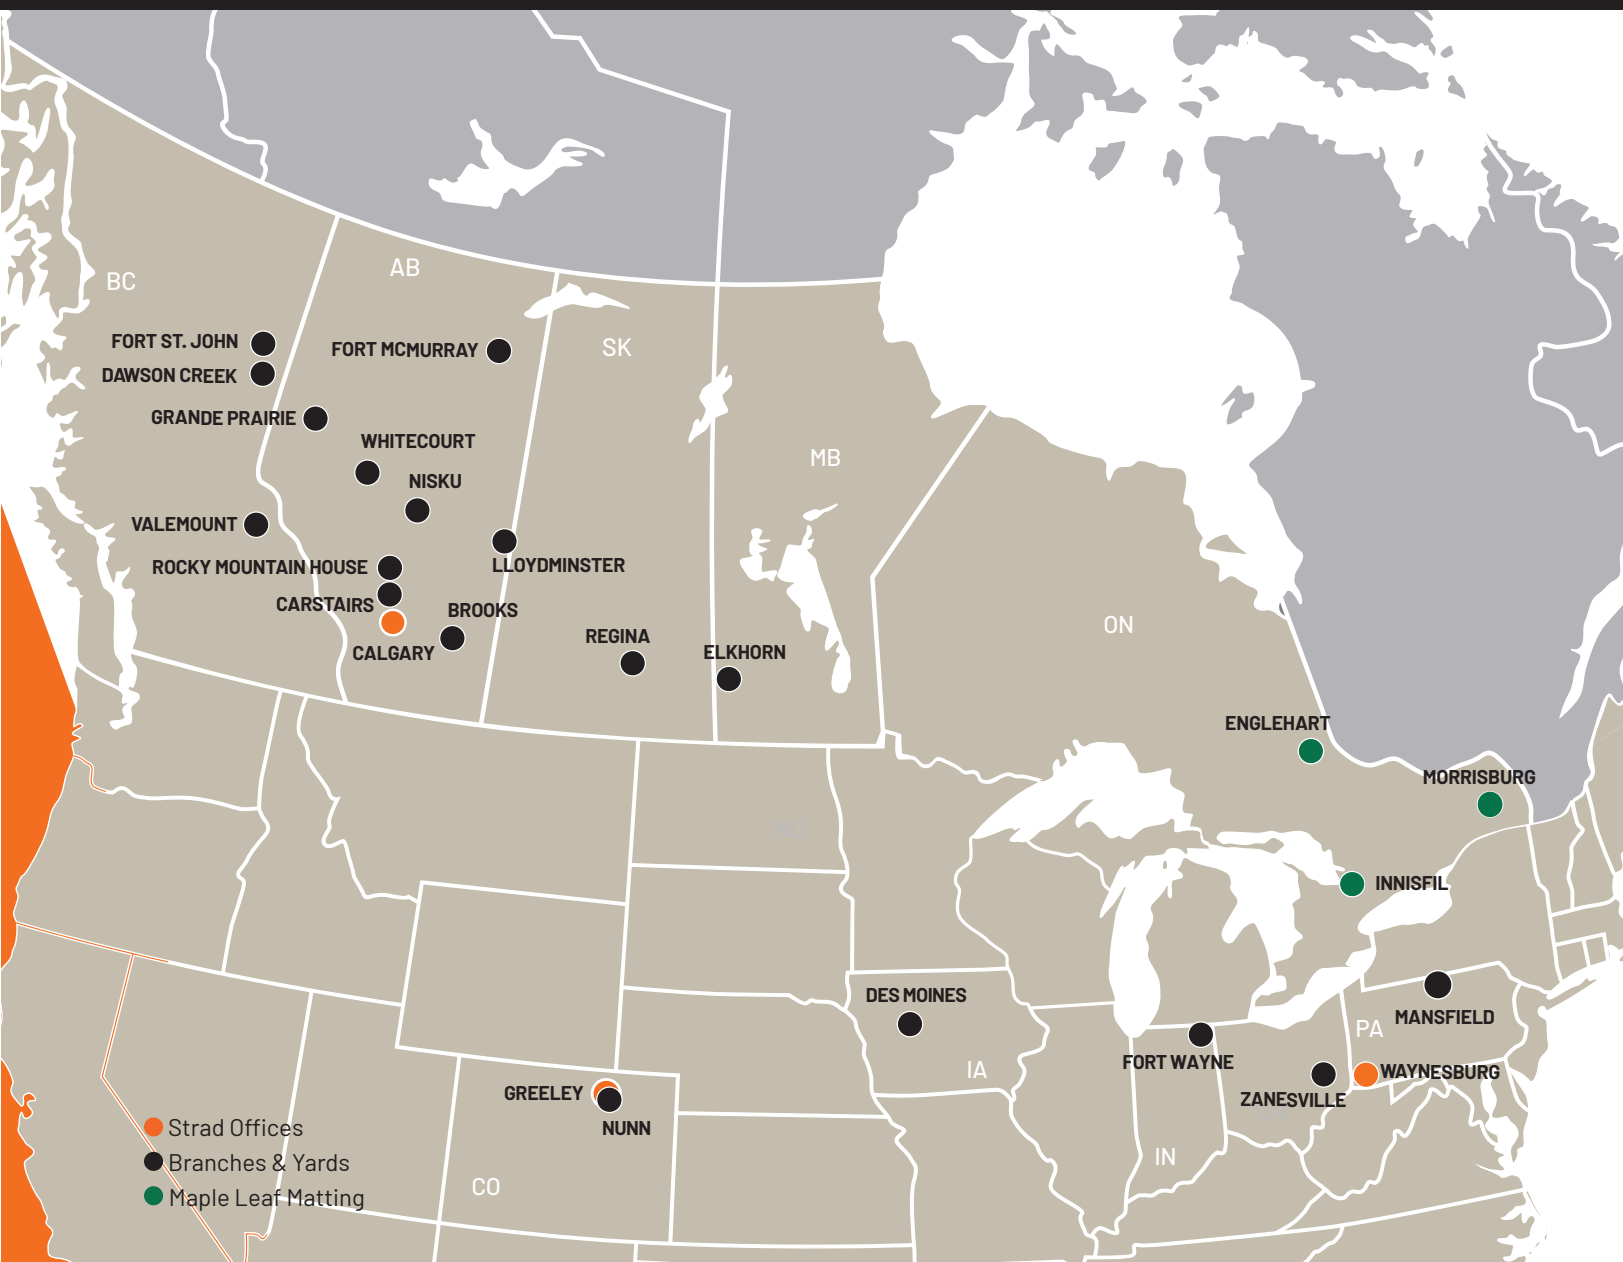 AB
BC
FORT ST. JOHN
FORT MCMURRAY
SK
DAWSON CREEK
GRANDE PRAIRIE
WHITECOURT
MB
NISKU
VALEMOUNT
ROCKY MOUNTAIN HOUSE
LLOYDMINSTER
CARSTAIRS
BROOKS
ON
CALGARY
REGINA
ELKHORN
ENGLEHART
MORRISBURG
INNISFIL
DES MOINES
MANSFIELD
PA
IA
FORT WAYNE
WAYNESBURG
GREELEY
ZANESVILLE
NUNN
IN
CO
Strad Offices
Branches & Yards
Maple Leaf Matting